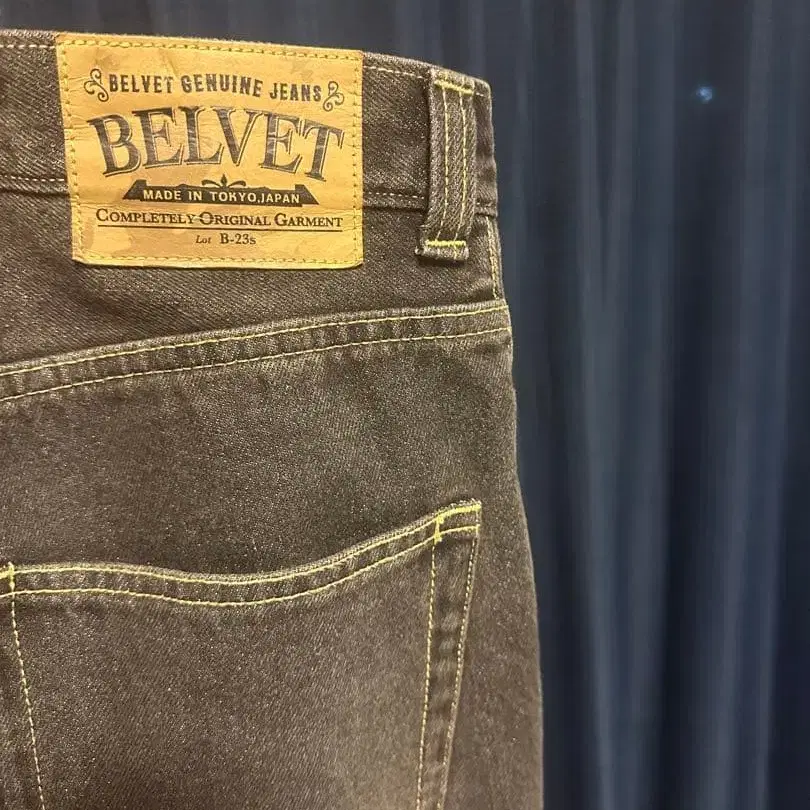 BELVET GENUINE JEANS
BELVET
MADE IN TOKYO,JAPAN
COMPLETELY ORIGINAL GARMENT
Lot B-23s